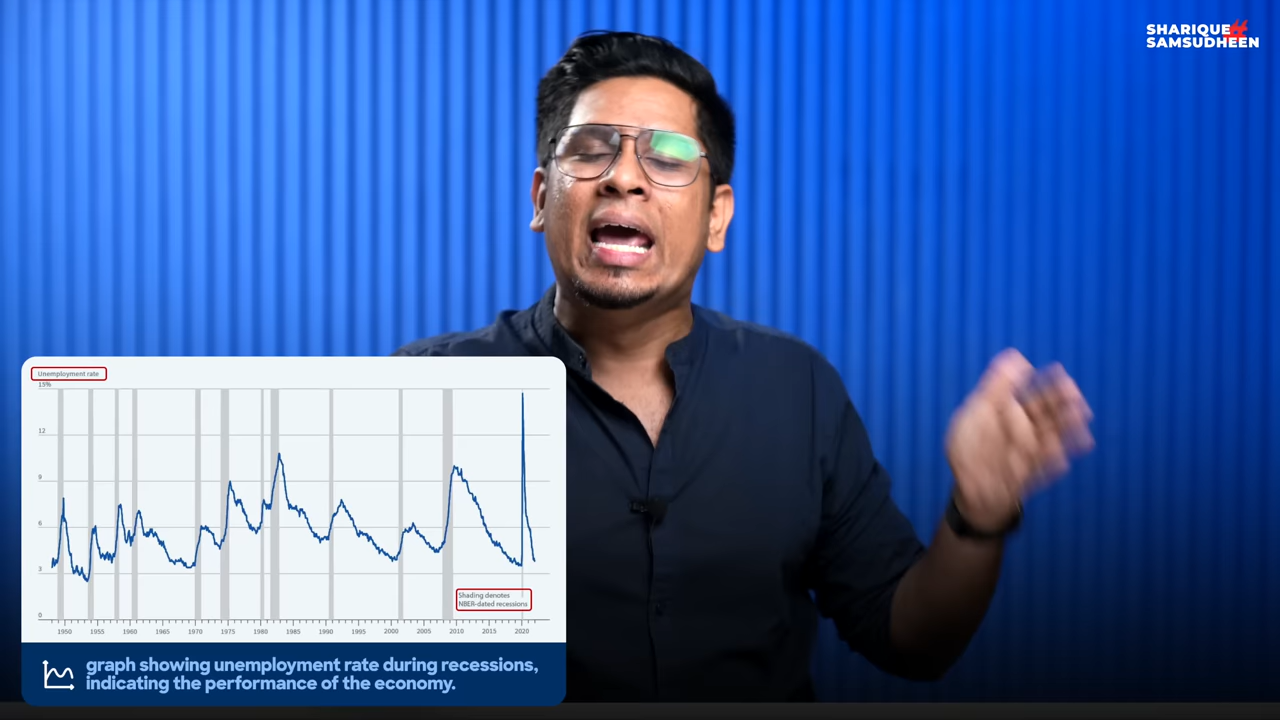 SHARIQUE
SAMSUDHEEN
Unemployment rate
15%
12
9
6
3
0
Shading denotes
NBER-dated recessions
1950 1955 1960 1965 1970 1975 1980 1985 1990 1995 2000 2005 2010 2015 2020
graph showing unemployment rate during recessions,
indicating the performance of the economy.